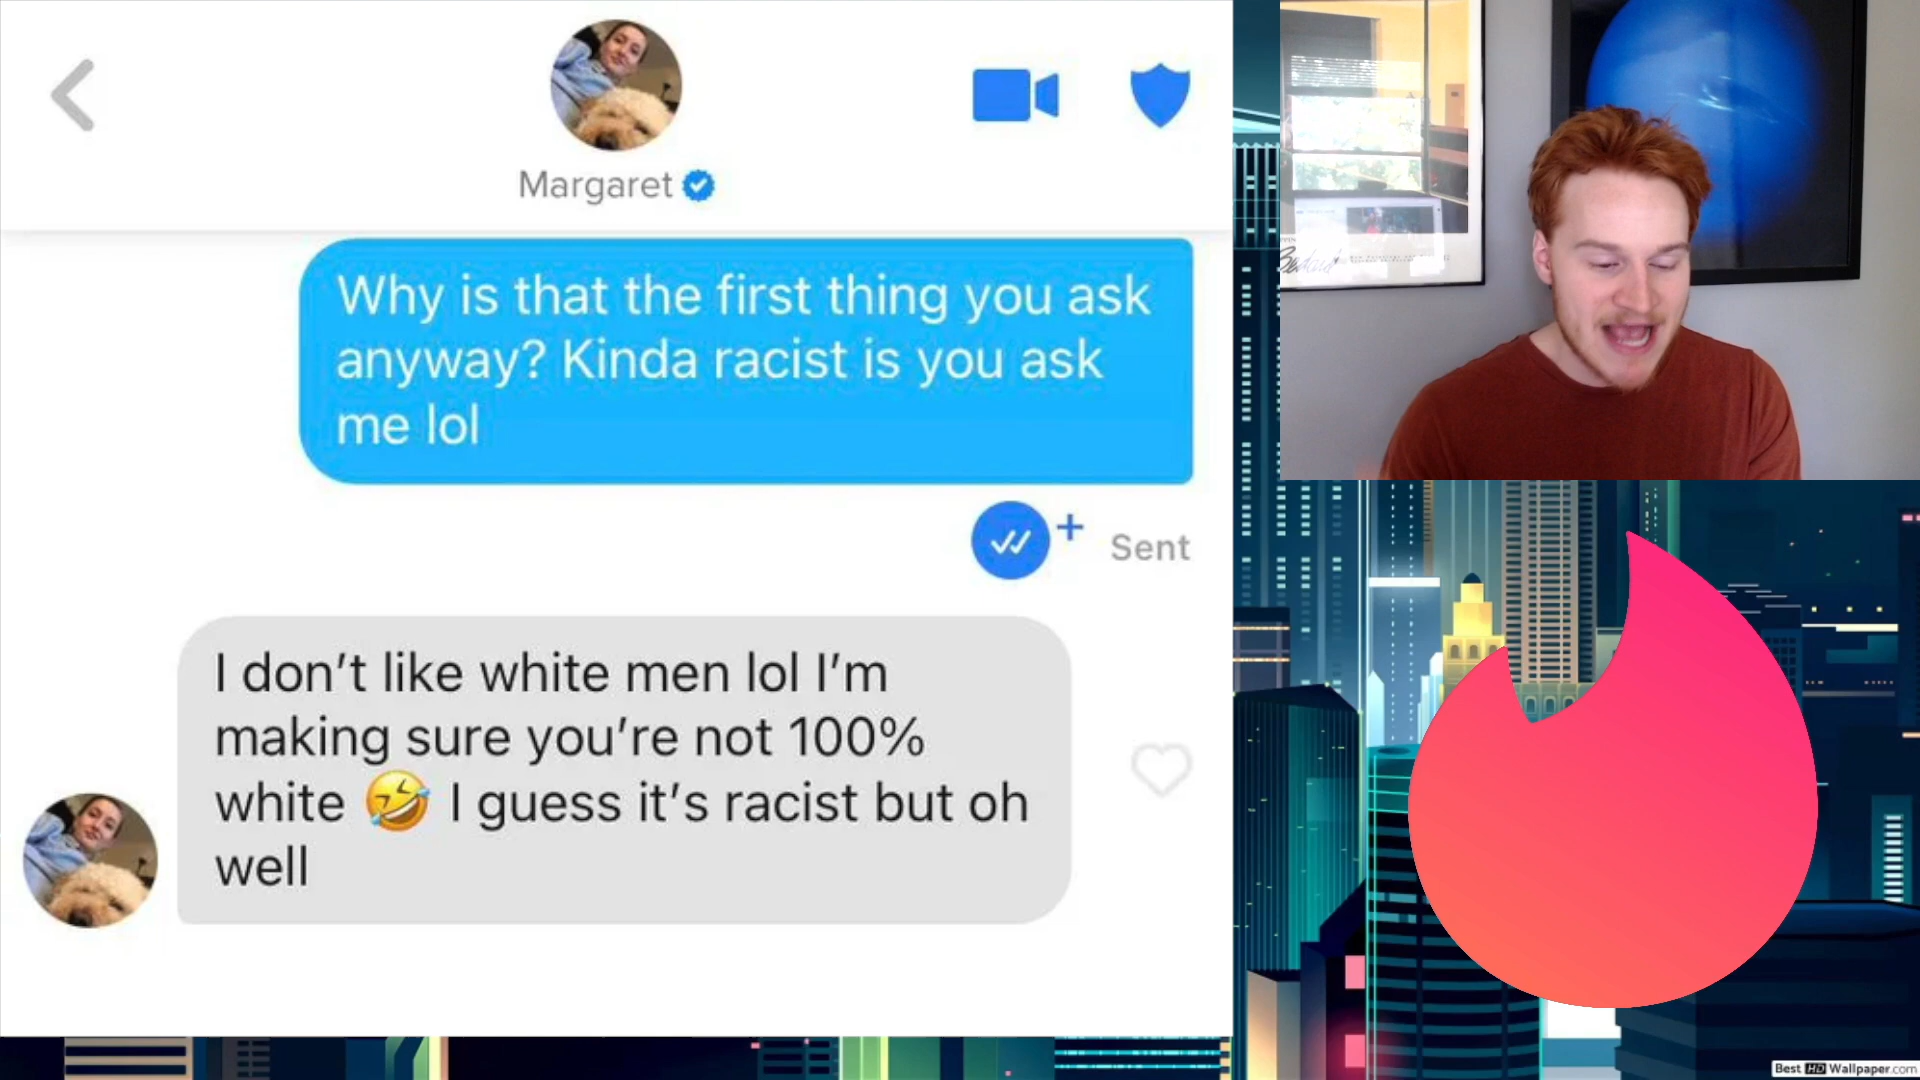 Margaret
Why is that the first thing you ask
anyway? Kinda racist is you ask
me lol
Sent
I don’t like white men lol I’m
making sure you’re not 100%
white 🤣 I guess it’s racist but oh
well
Bedard
Best HD Wallpaper.com